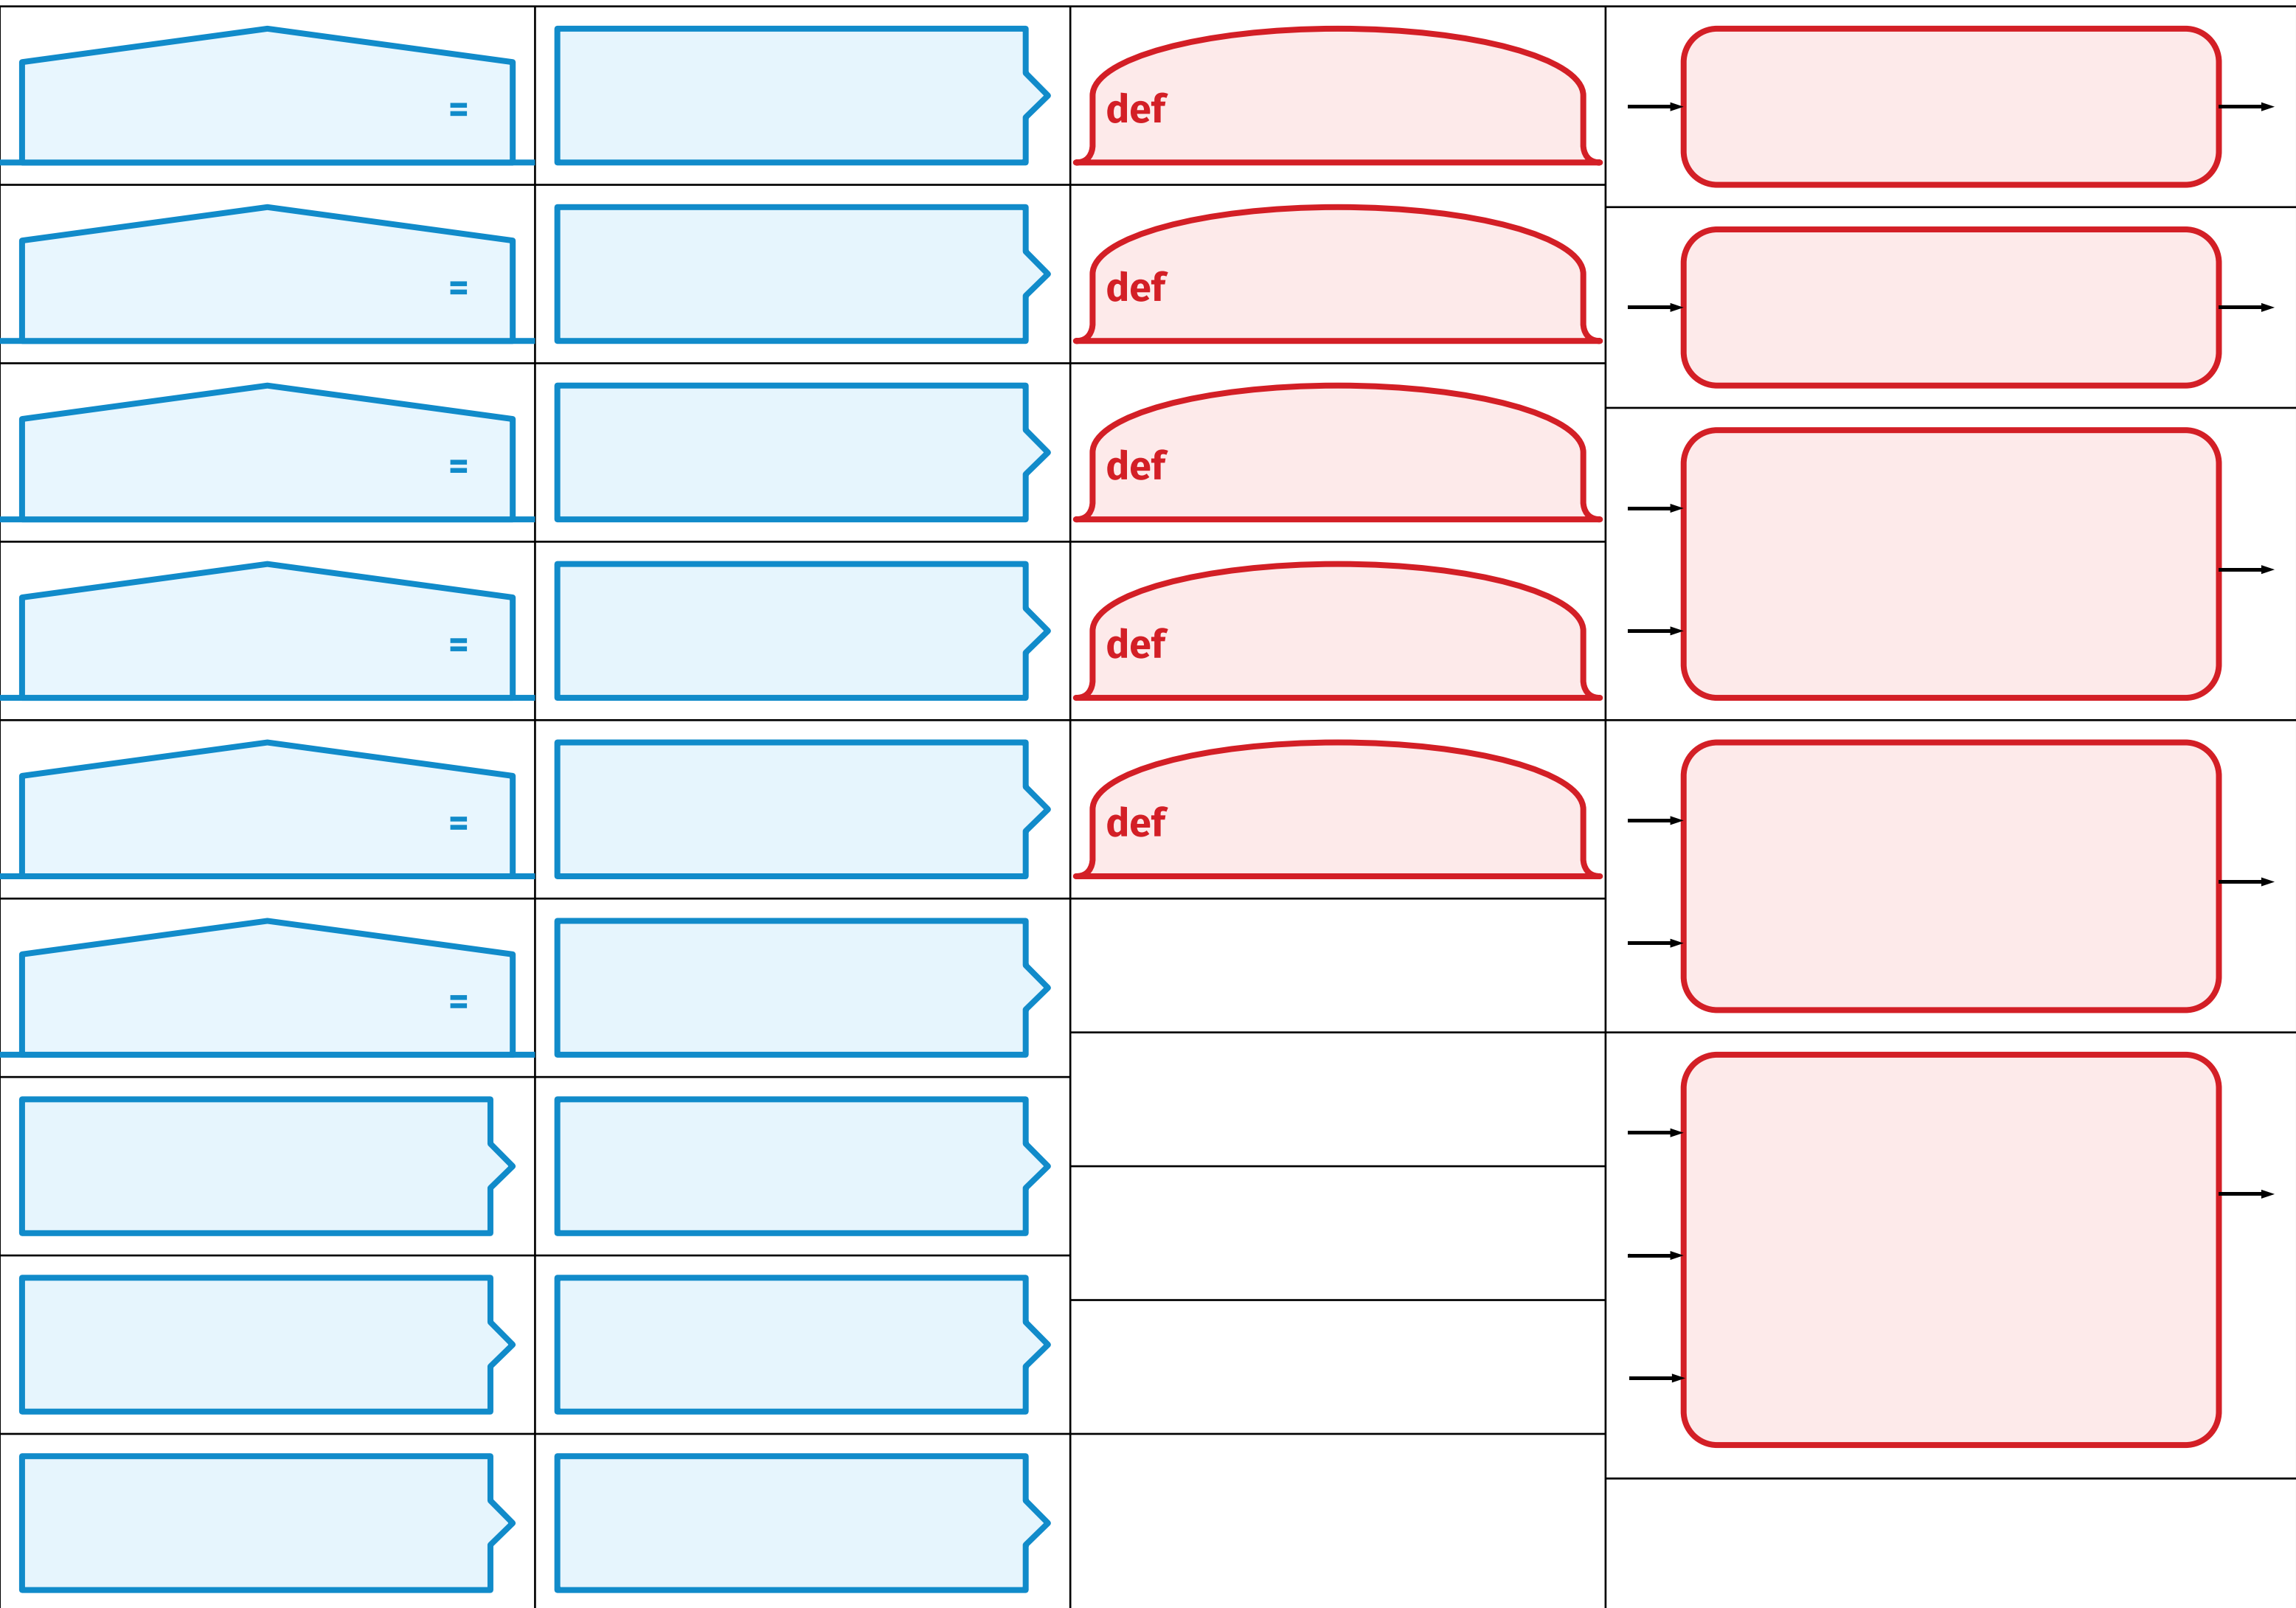 = def
= def
= def
= def
= def
=